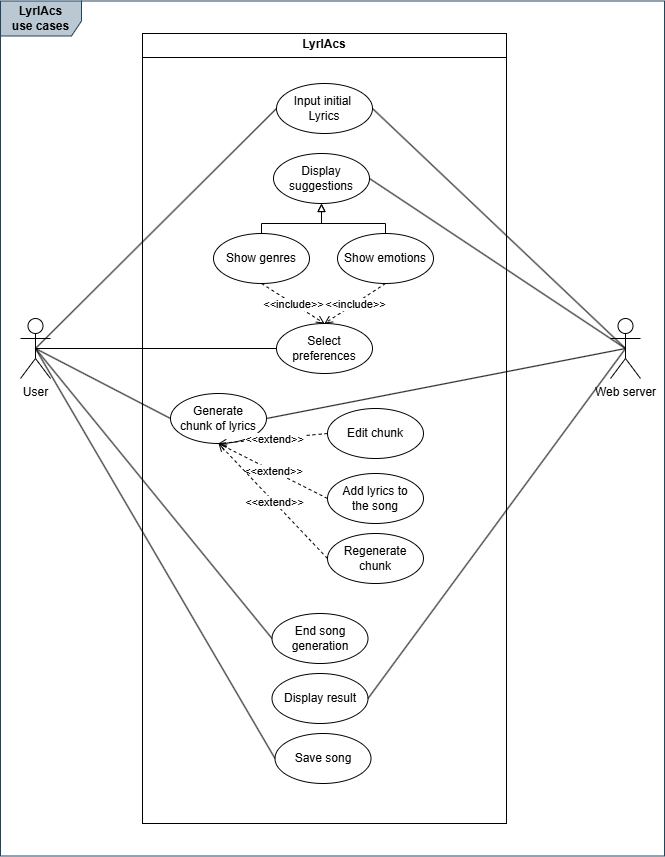 LyrIAcs
use cases
LyrIAcs
Input initial
Lyrics
Display
suggestions
Show genres
Show emotions
<<include>>
<<include>>
Select
preferences
User
Web server
Generate
chunk of lyrics
<<extend>>
Edit chunk
<<extend>>
Add lyrics to
the song
<<extend>>
Regenerate
chunk
End song
generation
Display result
Save song